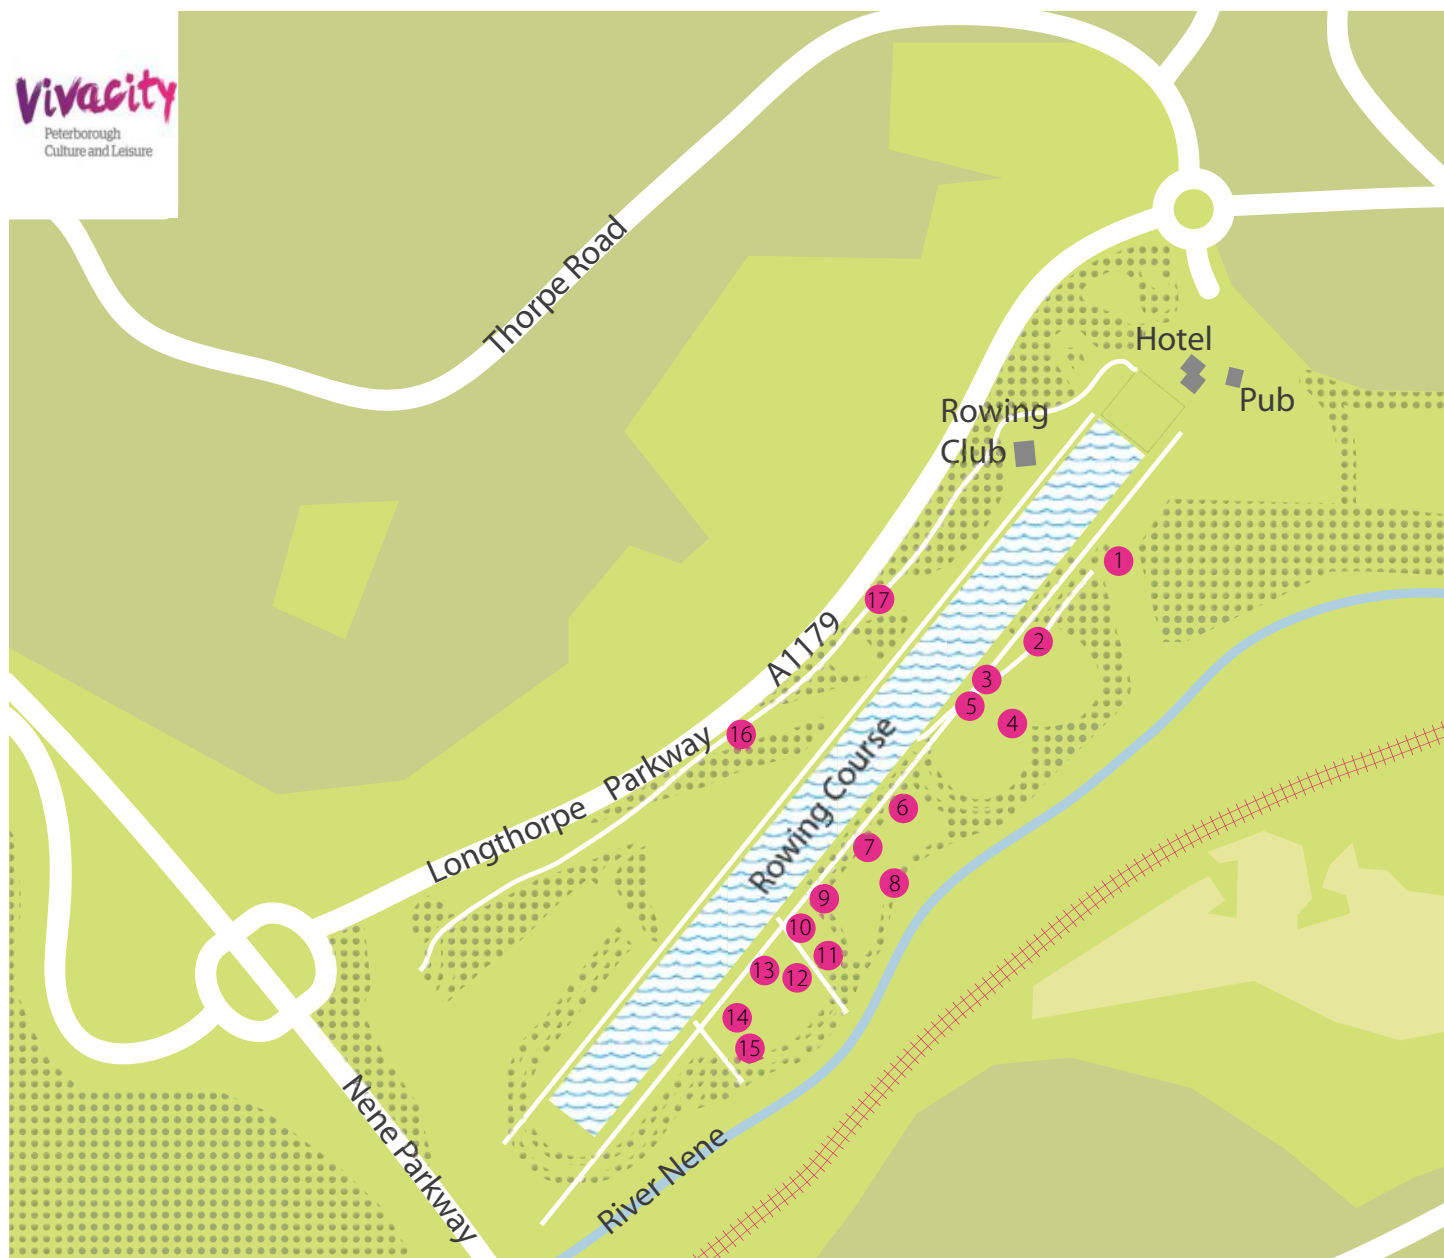 Vivacity
Peterborough
Culture and Leisure
Thorpe Road
Hotel
Pub
Rowing
Club
1
17
2
A1179
3
5
4
16
Longthorpe Parkway
Rowing Course
6
7
8
9
10
11
13
12
14
15
Nene Parkway
River Nene